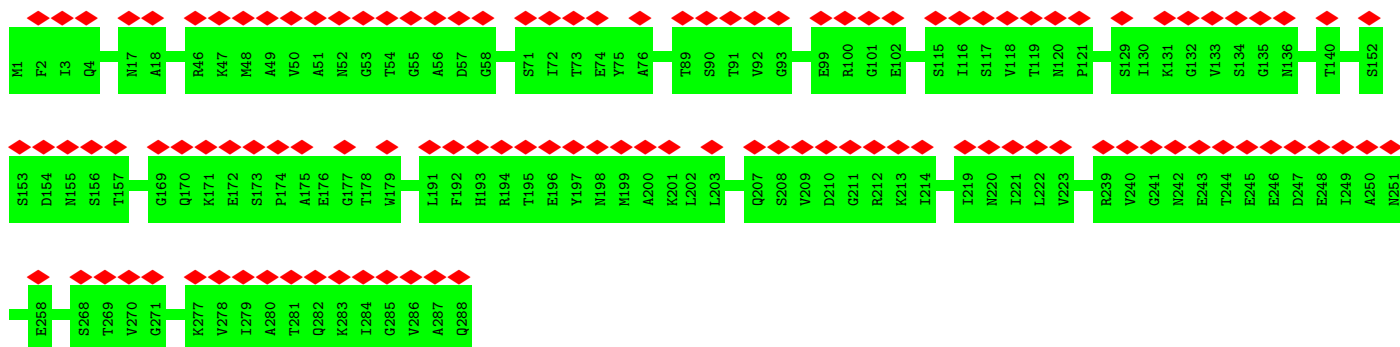 M1 F2 I3 Q4 N17 A18 R46 K47 M48 A49 V50 A51 N52 G53 T54 G55 A56 D57 G58 S71 I72 T73 E74 Y75 A76 T89 S90 T91 V92 G93 E99 R100 G101 E102 S115 I116 S117 V118 T119 N120 P121 S129 I130 K131 G132 V133 S134 G135 N136 T140 S152
S153 D154 N155 S156 T157 G169 Q170 K171 E172 S173 P174 A175 E176 G177 T178 W179 L191 F192 H193 R194 T195 E196 Y197 N198 M199 A200 K201 L202 L203 Q207 S208 V209 D210 G211 R212 K213 I214 I219 N220 I221 L222 V223 R239 V240 G241 N242 E243 T244 E245 E246 D247 E248 I249 A250 N251
E258 S268 T269 V270 G271 K277 V278 I279 A280 T281 Q282 K283 I284 G285 V286 A287 Q288